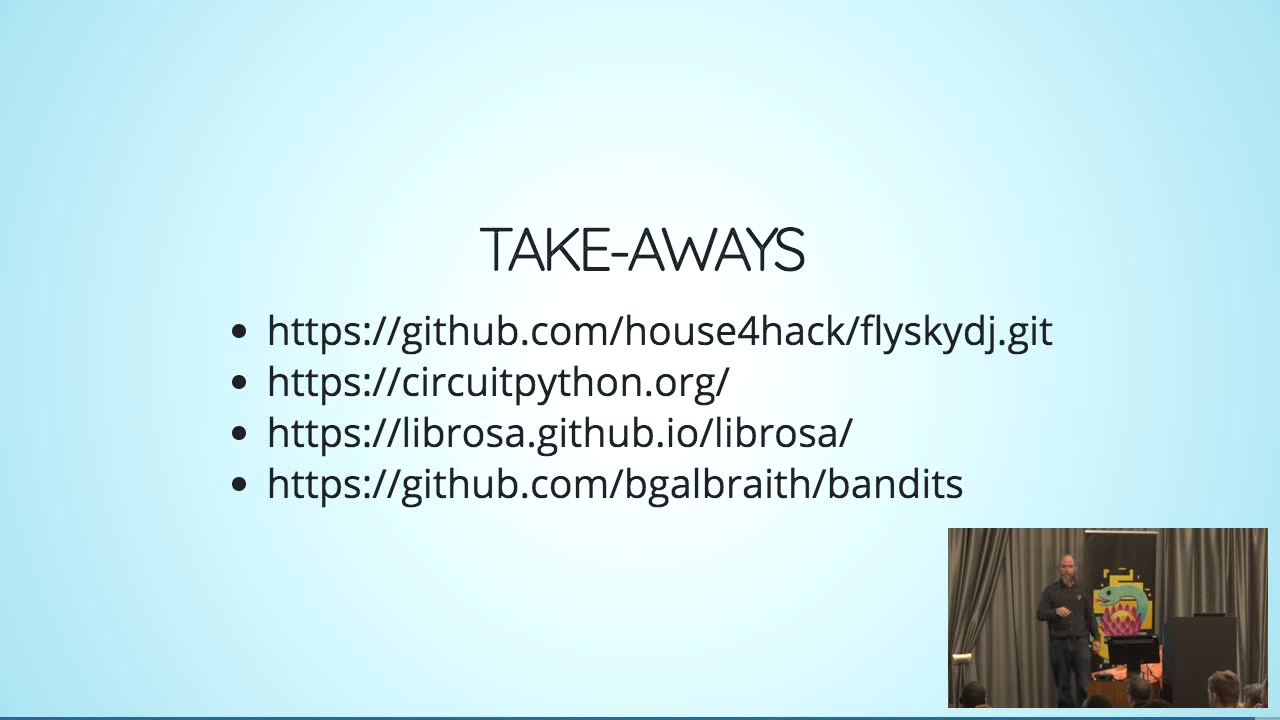 TAKE-AWAYS
https://github.com/house4hack/flyskydj.git
https://circuitpython.org/
https://librosa.github.io/librosa/
https://github.com/bgalbraith/bandits